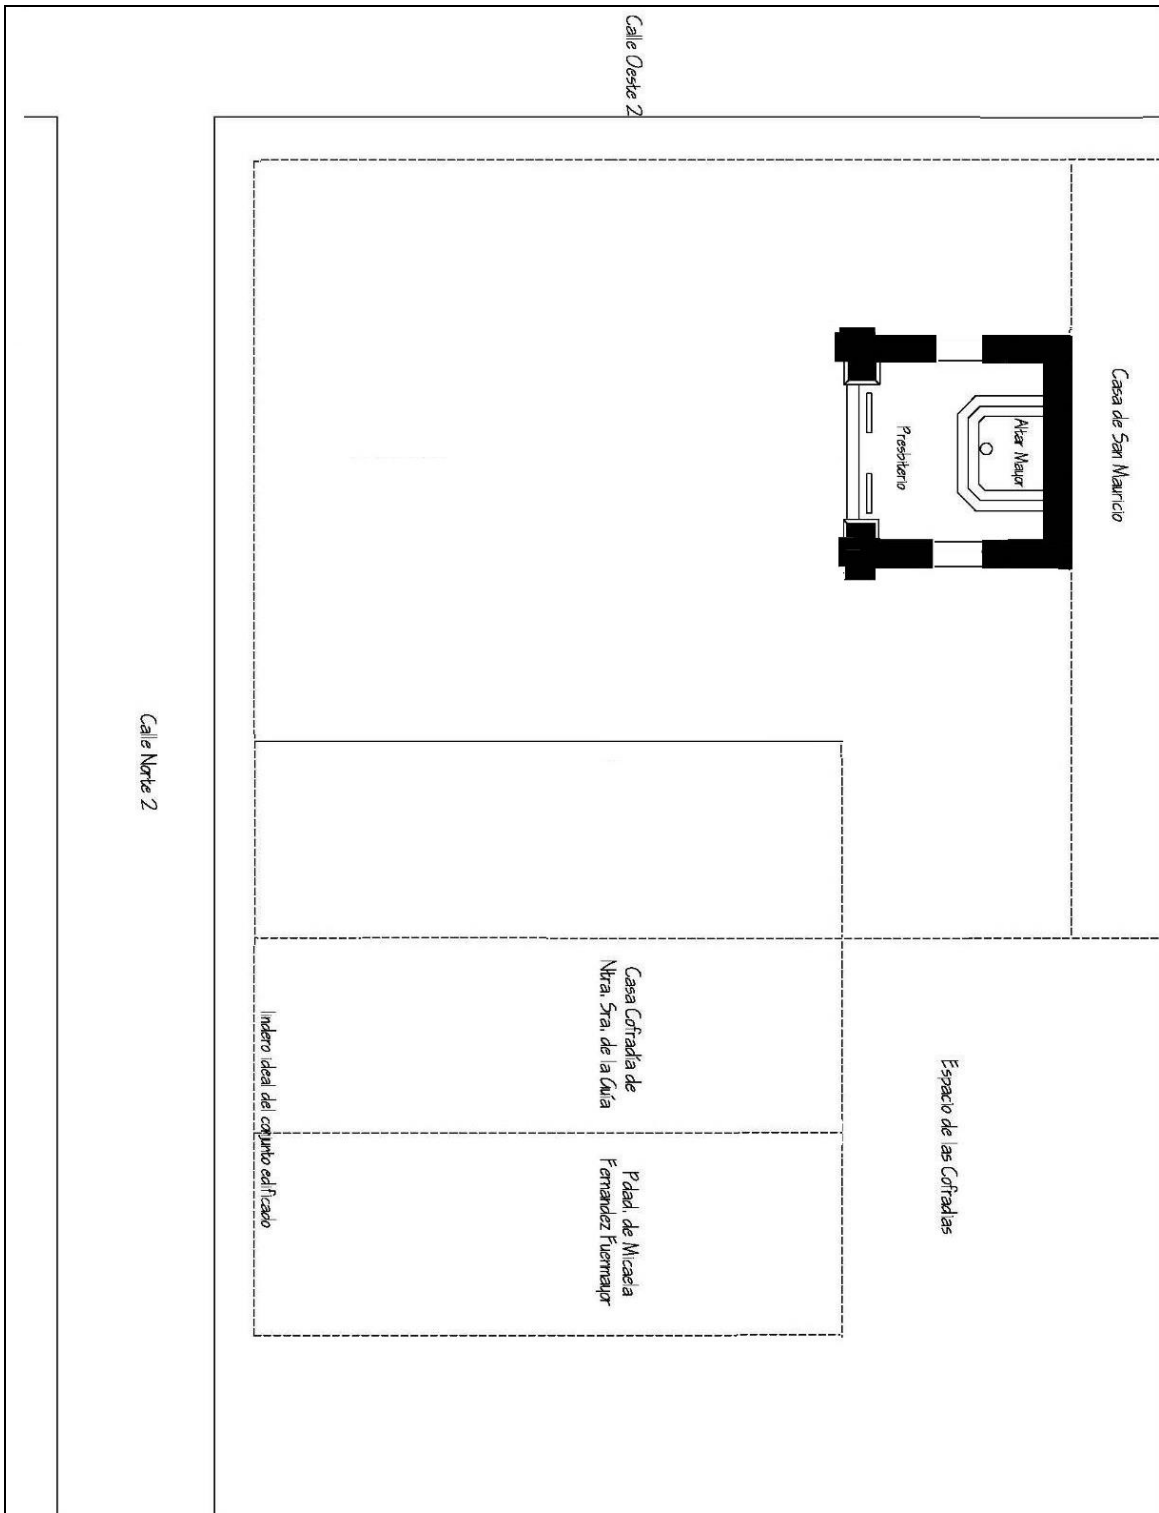 Calle Oeste 2
Casa de San Mauricio
Altar Mayor
Presbiterio
Calle Norte 2
Casa Cofradía de
Ntra. Sra. de la Guía
Espacio de las Cofradías
lindero ideal del conjunto edificado
Pdad. de Micaela
Fernandez Fuermayor